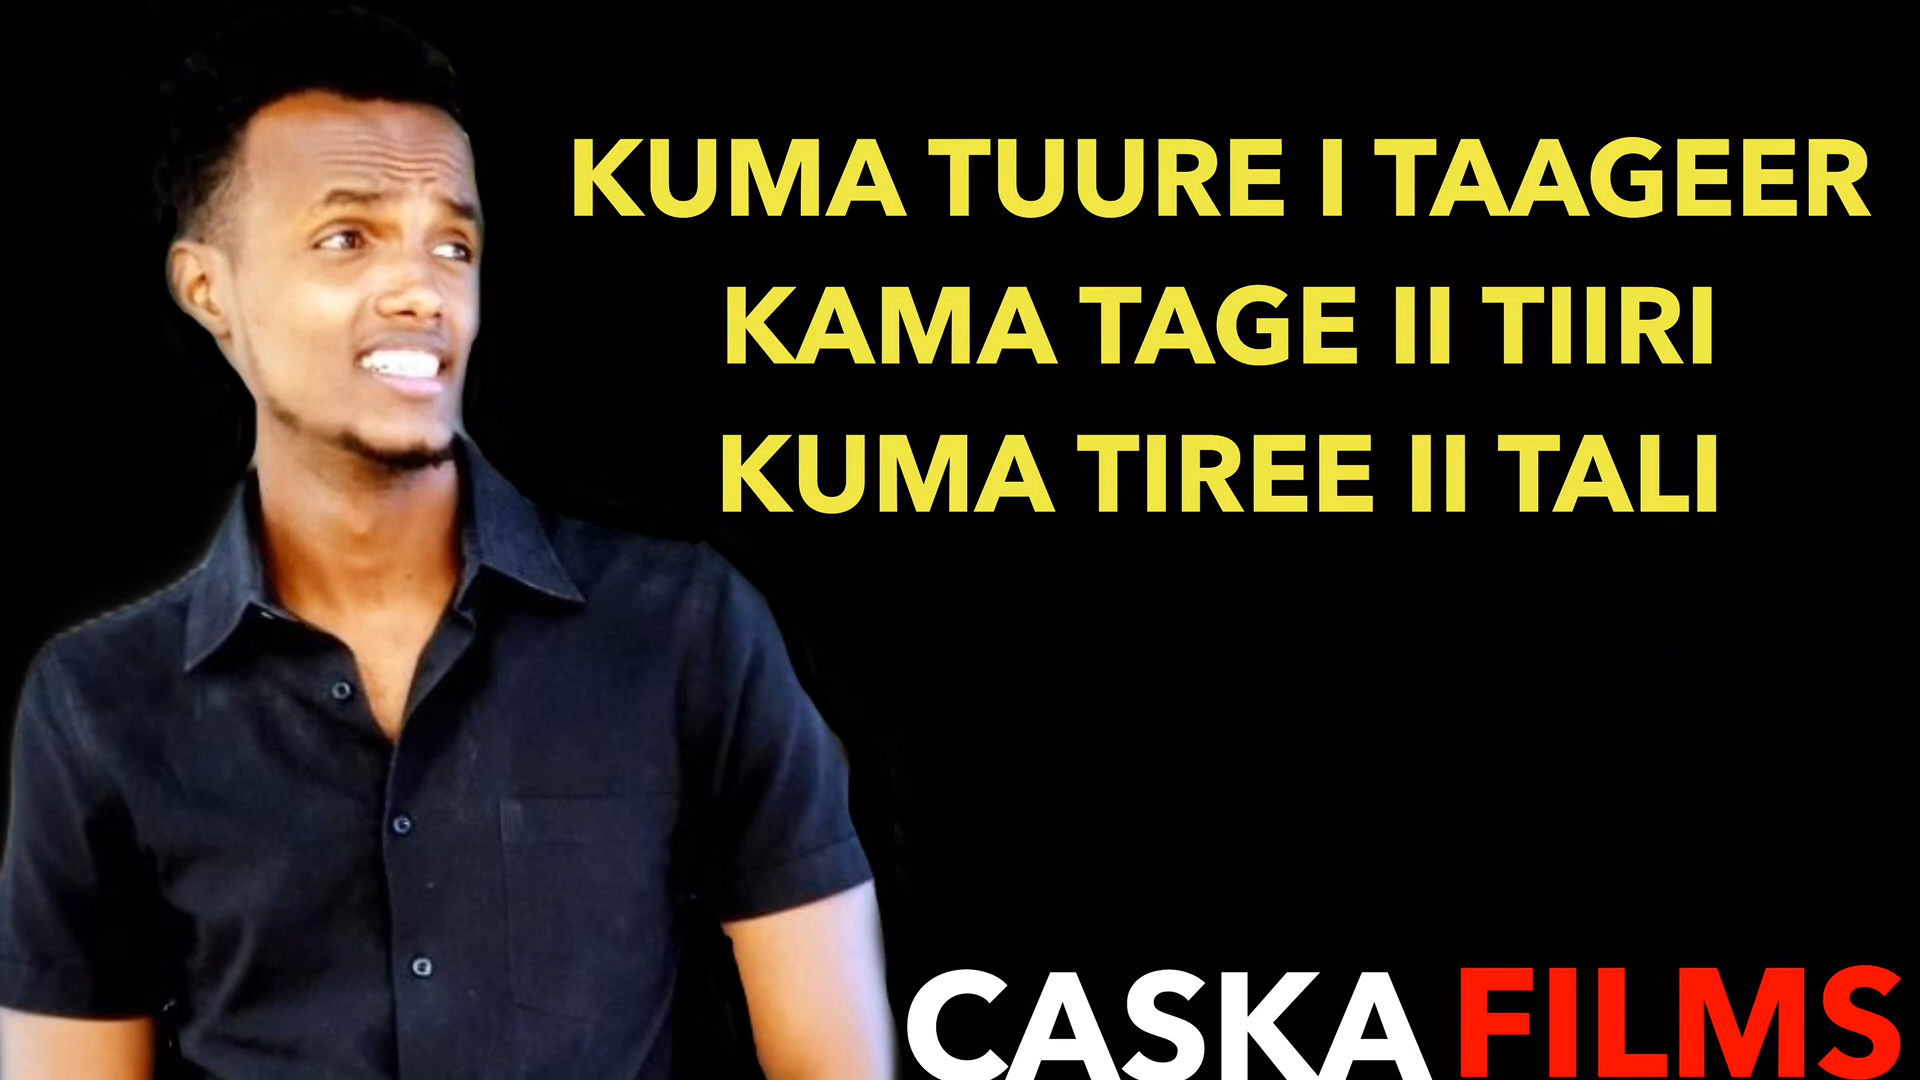 KUMA TUURE I TAAGEER
KAMA TAGE II TIIRI
KUMA TIREE II TALI
CASKA FILMS